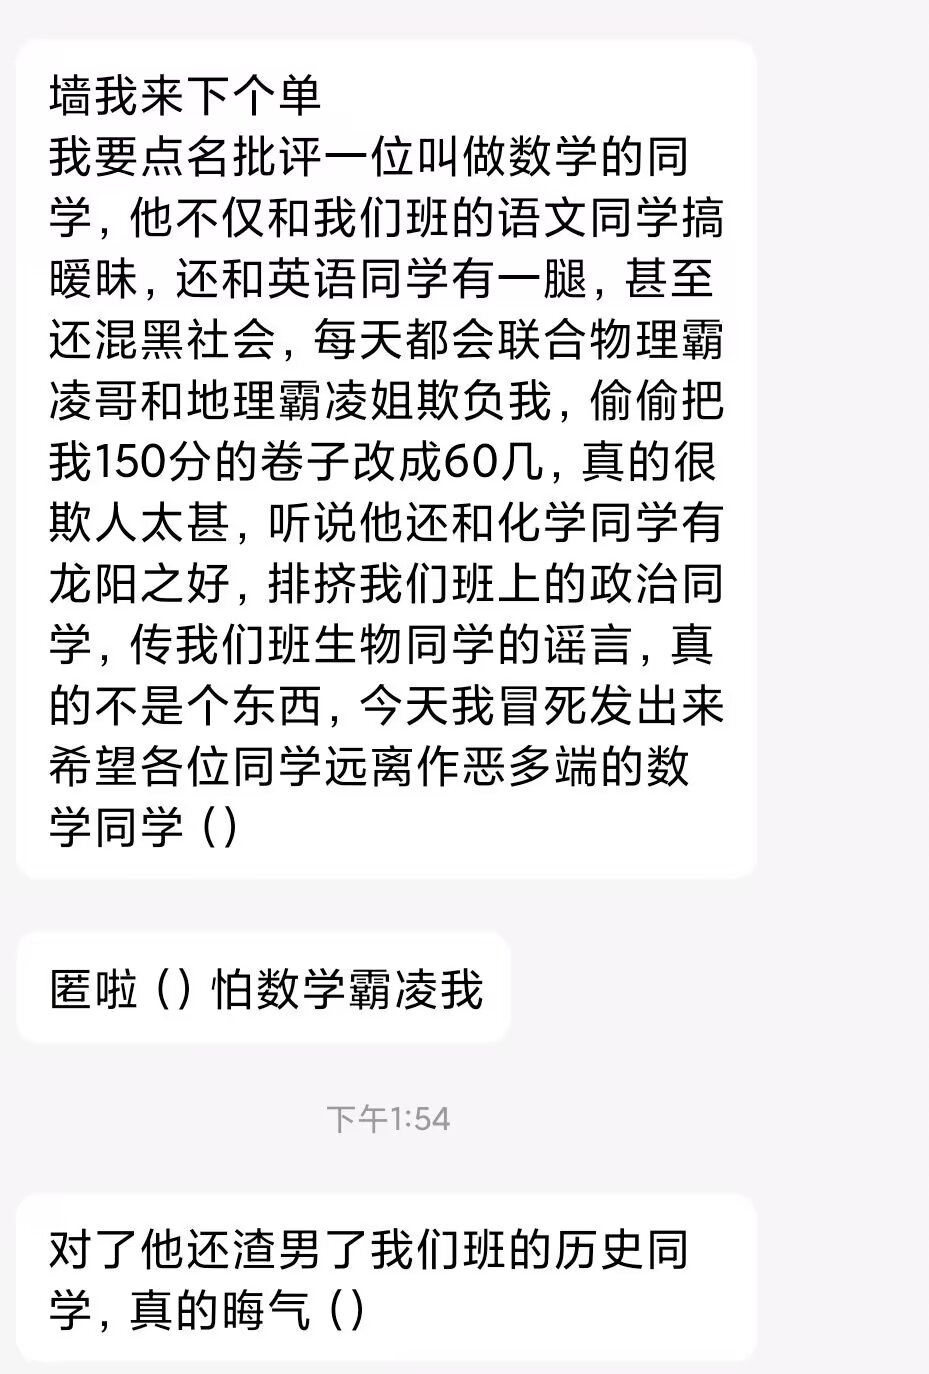 墙我来下个单
我要点名批评一位叫做数学的同
学，他不仅和我们班的语文同学搞
暧昧，还和英语同学有一腿，甚至
还混黑社会，每天都会联合物理霸
凌哥和地理霸凌姐欺负我，偷偷把
我150分的卷子改成60几，真的很
欺人太甚，听说他还和化学同学有
龙阳之好，排挤我们班上的政治同
学，传我们班生物同学的谣言，真
的不是个东西，今天我冒死发出来
希望各位同学远离作恶多端的数
学同学（）
匿啦（）怕数学霸凌我
下午1:54
对了他还渣男了我们班的历史同
学，真的晦气（）